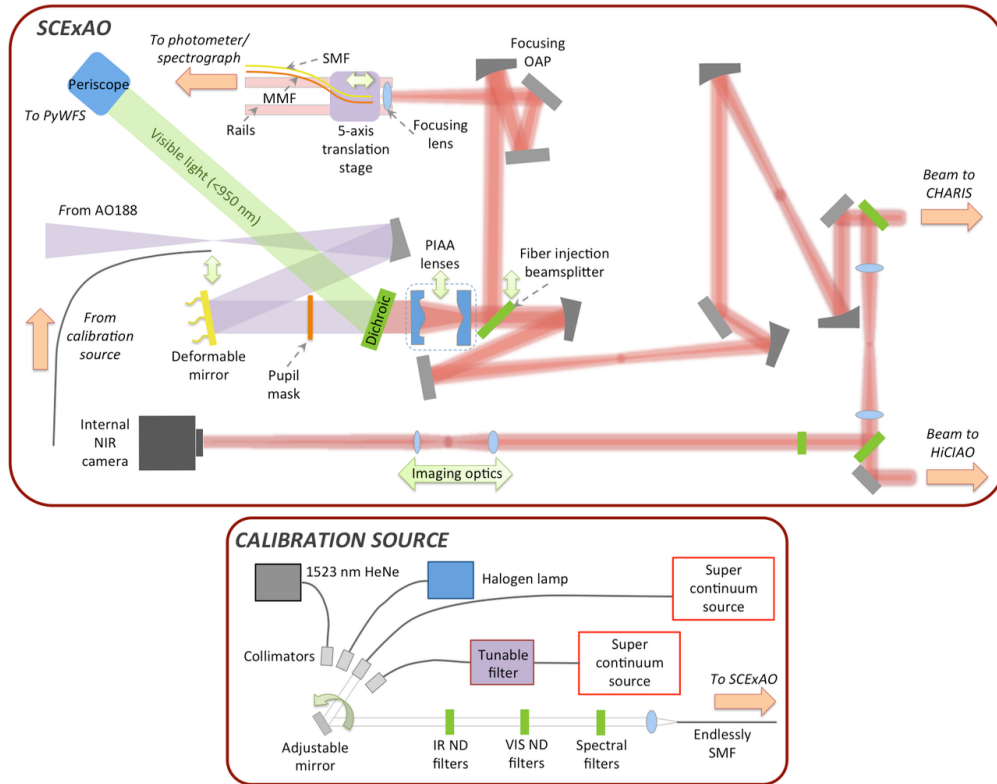 SCExAO
To photometer/
spectrograph
SMF
MMF
Rails
5-axis
translation
stage
Focusing
lens
Focusing
OAP
Periscope
To PyWFS
Visible light (<950 nm)
From AO188
From
calibration
source
Deformable
mirror
Pupil
mask
Dichroic
PIAA
lenses
Fiber injection
beamsplitter
Beam to
CHARIS
Internal
NIR
camera
Imaging optics
Beam to
HiCIAO
CALIBRATION SOURCE
1523 nm HeNe
Halogen lamp
Super
continuum
source
Collimators
Tunable
filter
Super
continuum
source
To SCExAO
Adjustable
mirror
IR ND
filters
VIS ND
filters
Spectral
filters
Endlessly
SMF